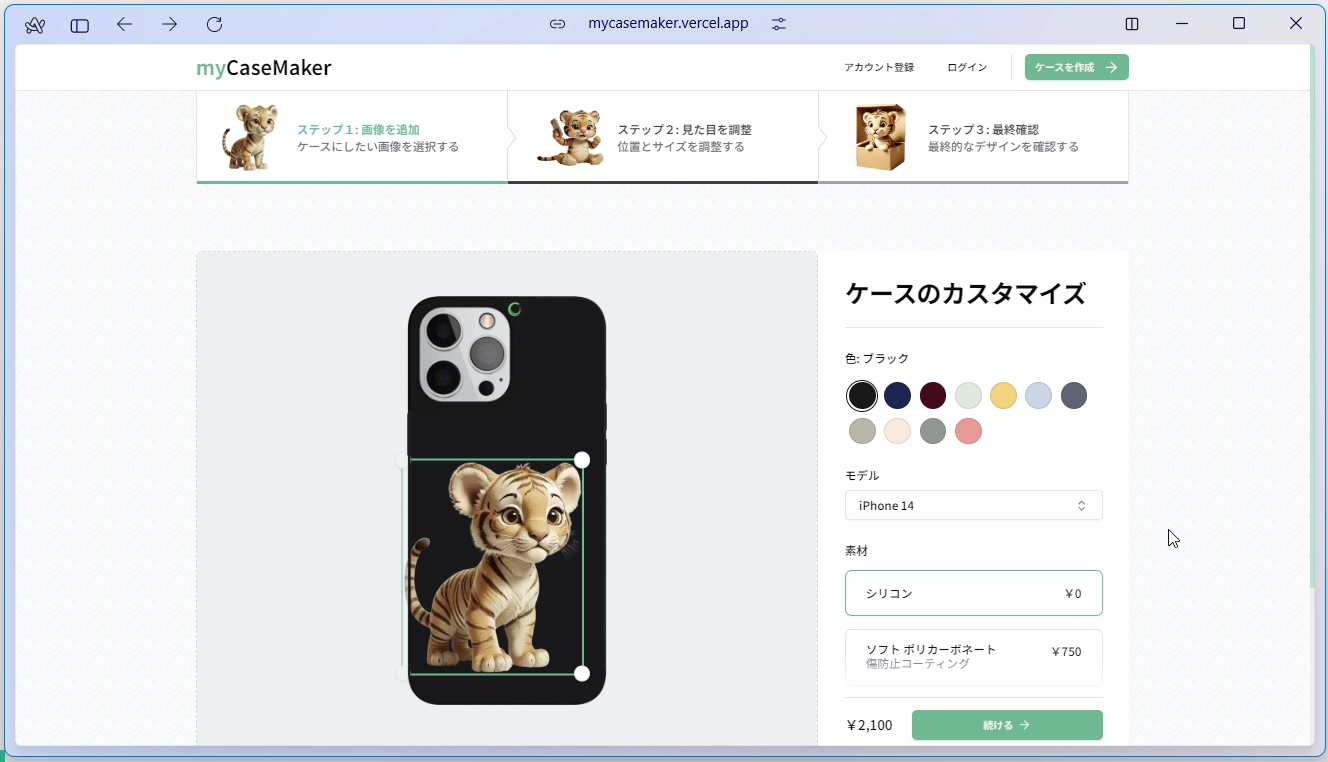 mycasemaker.vercel.app
myCaseMaker
アカウント登録
ログイン
ケースを作成
ステップ1: 画像を追加
ケースにしたい画像を選択する
ステップ2: 見た目を調整
位置とサイズを調整する
ステップ3: 最終確認
最終的なデザインを確認する
ケースのカスタマイズ
色: ブラック
モデル
iPhone 14
素材
シリコン ￥0
ソフト ポリカーボネート ￥750
傷防止コーティング
￥2,100 続ける